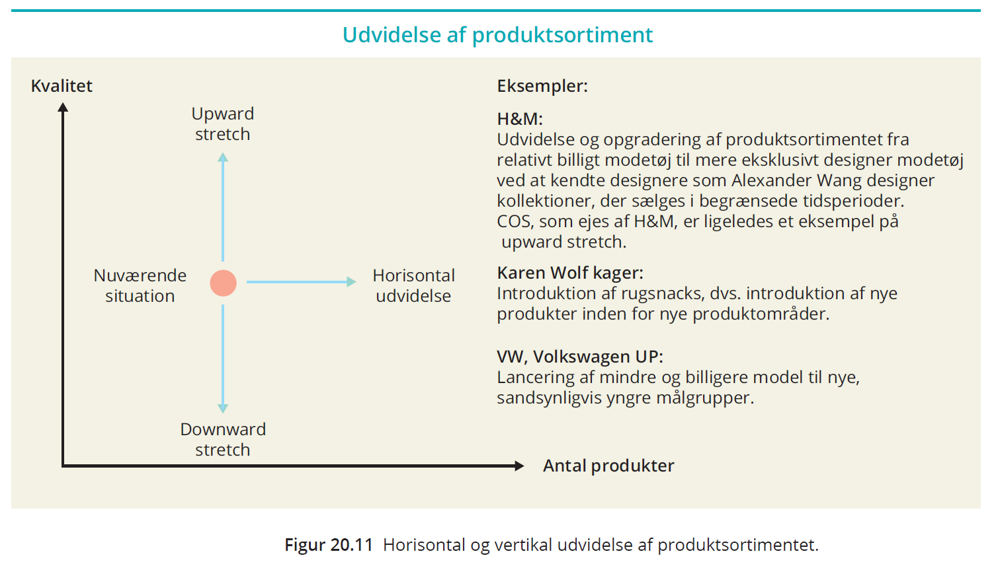 Udvidelse af produktsortiment
Kvalitet
Upward
stretch
Nuværende
situation
Horisontal
udvidelse
Downward
stretch
Antal produkter
Eksempler:
H&M:
Udvidelse og opgradering af produktsortimentet fra
relativt billigt modetøj til mere eksklusivt designer modetøj
ved at kendte designere som Alexander Wang designer
kollektioner, der sælges i begrænsede tidsperioder.
COS, som ejes af H&M, er ligeledes et eksempel på
upward stretch.
Karen Wolf kager:
Introduktion af rugsnacks, dvs. introduktion af nye
produkter inden for nye produktområder.
VW, Volkswagen UP:
Lancering af mindre og billigere model til nye,
sandsynligvis yngre målgrupper.
Figur 20.11 Horisontal og vertikal udvidelse af produktsortimentet.